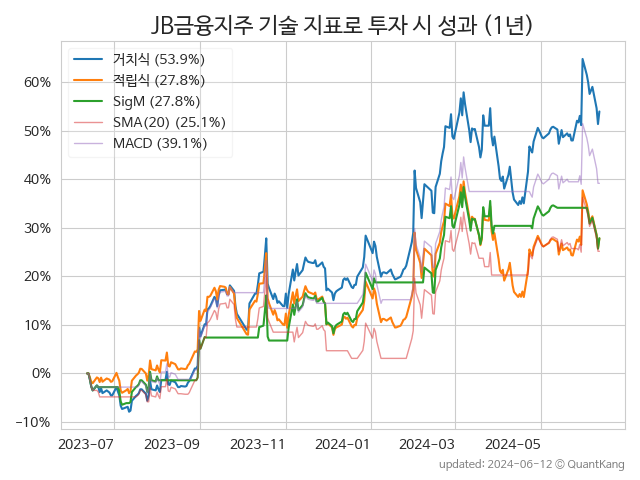 JB금융지주 기술 지표로 투자 시 성과 (1년)
거치식 (53.9%)
적립식 (27.8%)
SigM (27.8%)
SMA(20) (25.1%)
MACD (39.1%)
60%
50%
40%
30%
20%
10%
0%
−10%
2023-07
2023-09
2023-11
2024-01
2024-03
2024-05
updated: 2024-06-12 © QuantKang